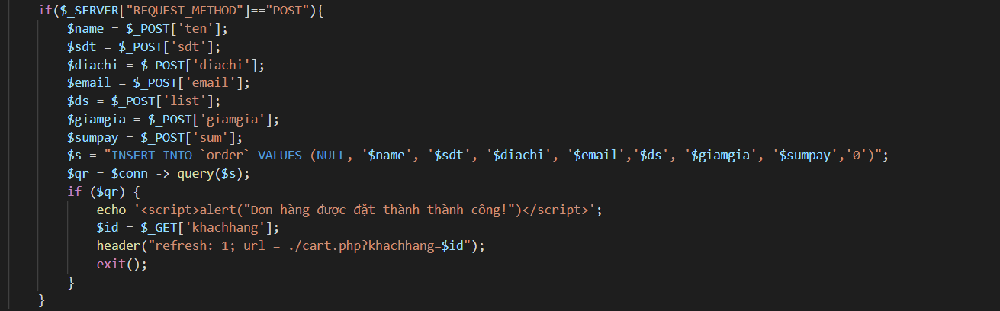 if($_SERVER["REQUEST_METHOD"]=="POST"){
$name = $_POST['ten'];
$sdt = $_POST['sdt'];
$diachi = $_POST['diachi'];
$email = $_POST['email'];
$ds = $_POST['list'];
$giamgia = $_POST['giamgia'];
$sumpay = $_POST['sum'];
$s = "INSERT INTO `order` VALUES (NULL, '$name', '$sdt', '$diachi', '$email','$ds', '$giamgia', '$sumpay','0')";
$qr = $conn -> query($s);
if ($qr) {
echo '<script>alert("Đơn hàng được đặt thành thành công!")</script>';
$id = $_GET['khachhang'];
header("refresh: 1; url = ./cart.php?khachhang=$id");
exit();
}
}